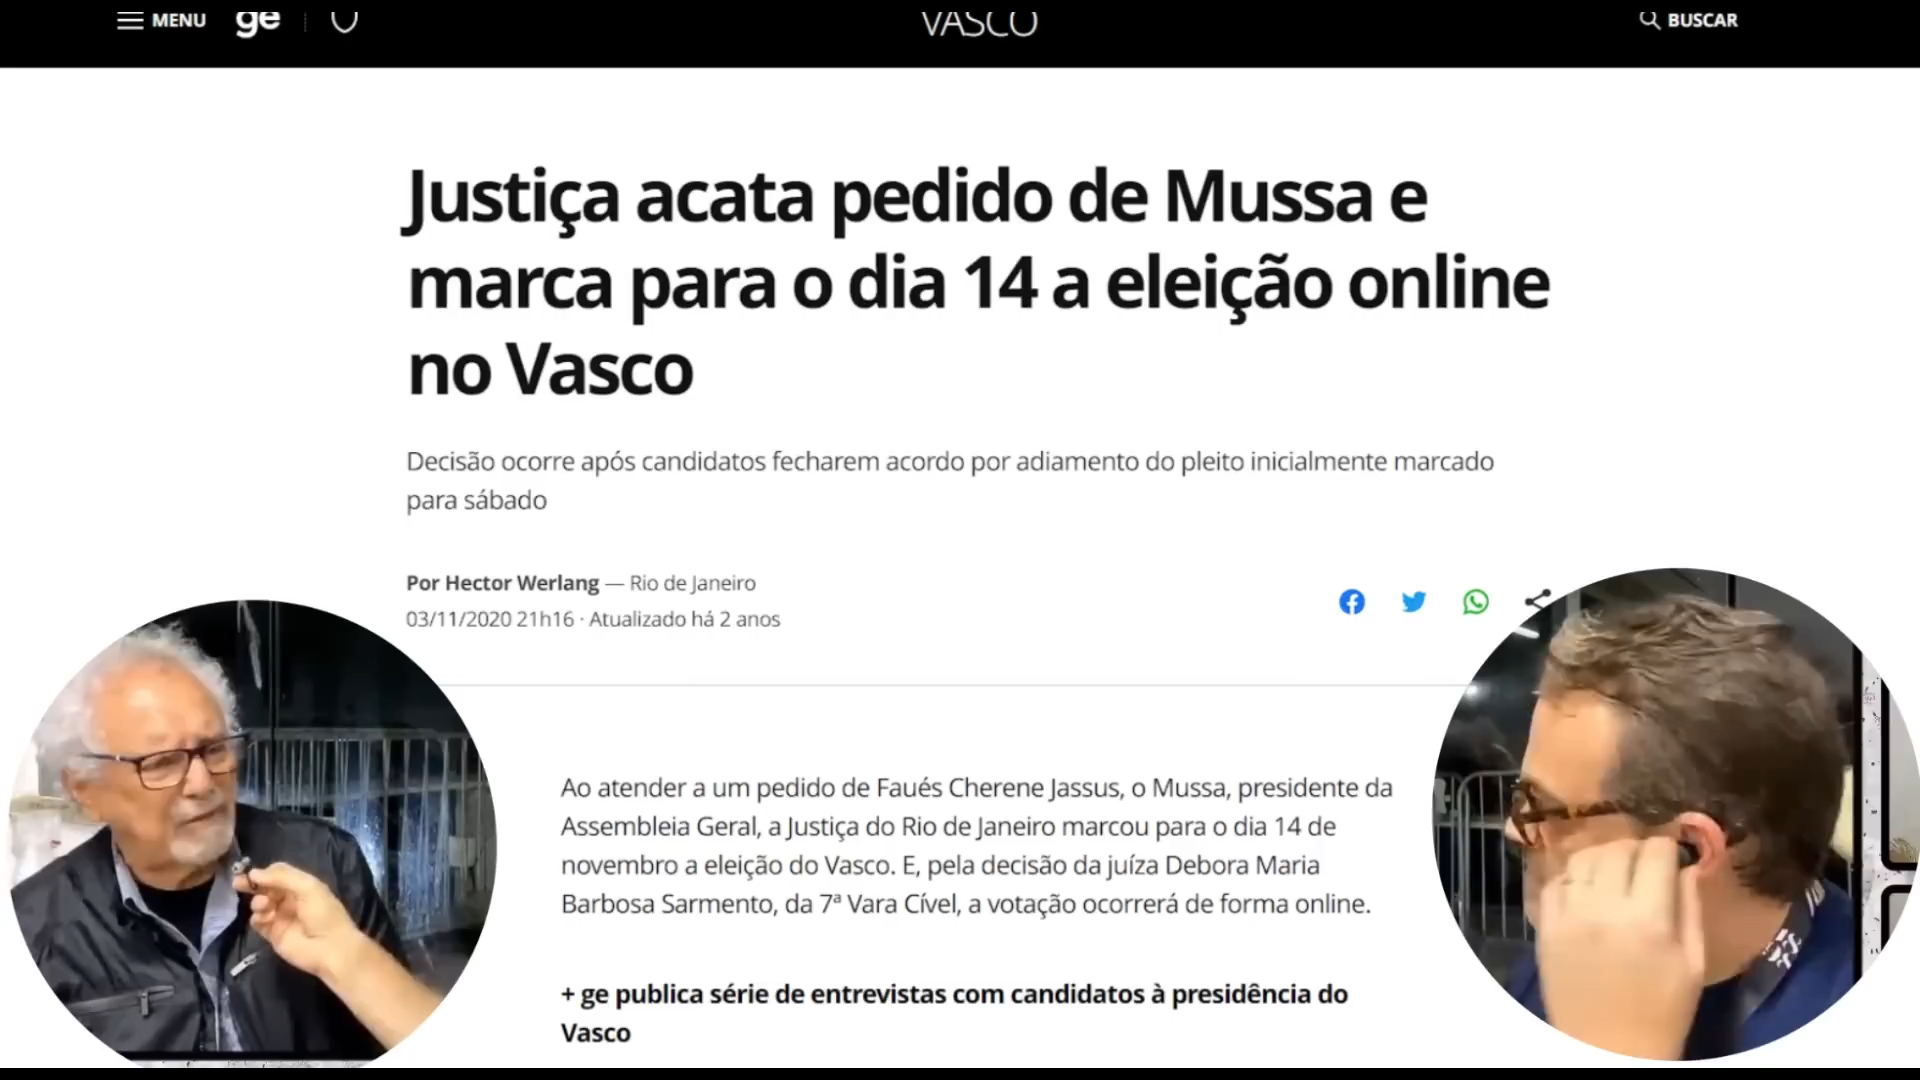 MENU ge VASCO BUSCAR
Justiça acata pedido de Mussa e
marca para o dia 14 a eleição online
no Vasco
Decisão ocorre após candidatos fecharem acordo por adiamento do pleito inicialmente marcado
para sábado
Por Hector Werlang — Rio de Janeiro
03/11/2020 21h16 · Atualizado há 2 anos
Ao atender a um pedido de Faués Cherene Jassus, o Mussa, presidente da
Assembleia Geral, a Justiça do Rio de Janeiro marcou para o dia 14 de
novembro a eleição do Vasco. E, pela decisão da juíza Debora Maria
Barbosa Sarmento, da 7ª Vara Cível, a votação ocorrerá de forma online.
+ ge publica série de entrevistas com candidatos à presidência do
Vasco